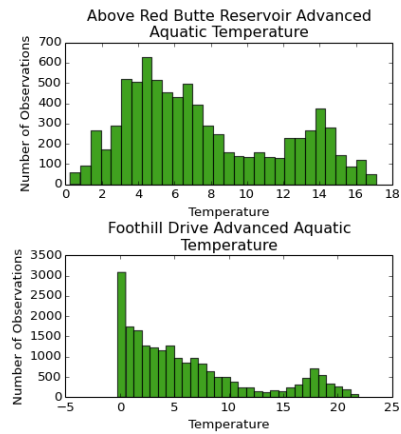 Above Red Butte Reservoir Advanced
Aquatic Temperature
Number of Observations
700
600
500
400
300
200
100
0
0 2 4 6 8 10 12 14 16 18
Temperature
Foothill Drive Advanced Aquatic
Temperature
Number of Observations
3500
3000
2500
2000
1500
1000
500
0
−5 0 5 10 15 20 25
Temperature